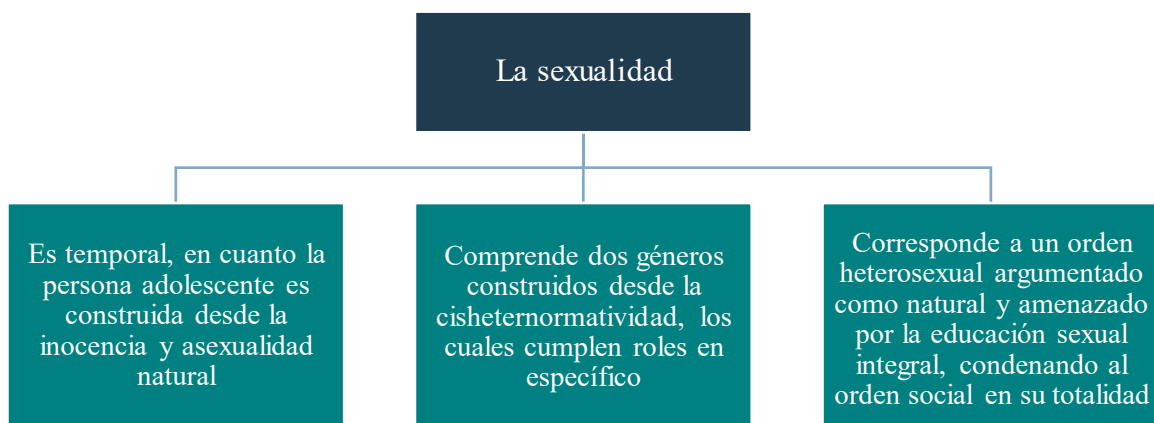 La sexualidad
Es temporal, en cuanto la
persona adolescente es
construida desde la
inocencia y asexualidad
natural
Comprende dos géneros
construidos desde la
cisheternormatividad, los
cuales cumplen roles en
específico
Corresponde a un orden
heterosexual argumentado
como natural y amenazado
por la educación sexual
integral, condenando al
orden social en su totalidad